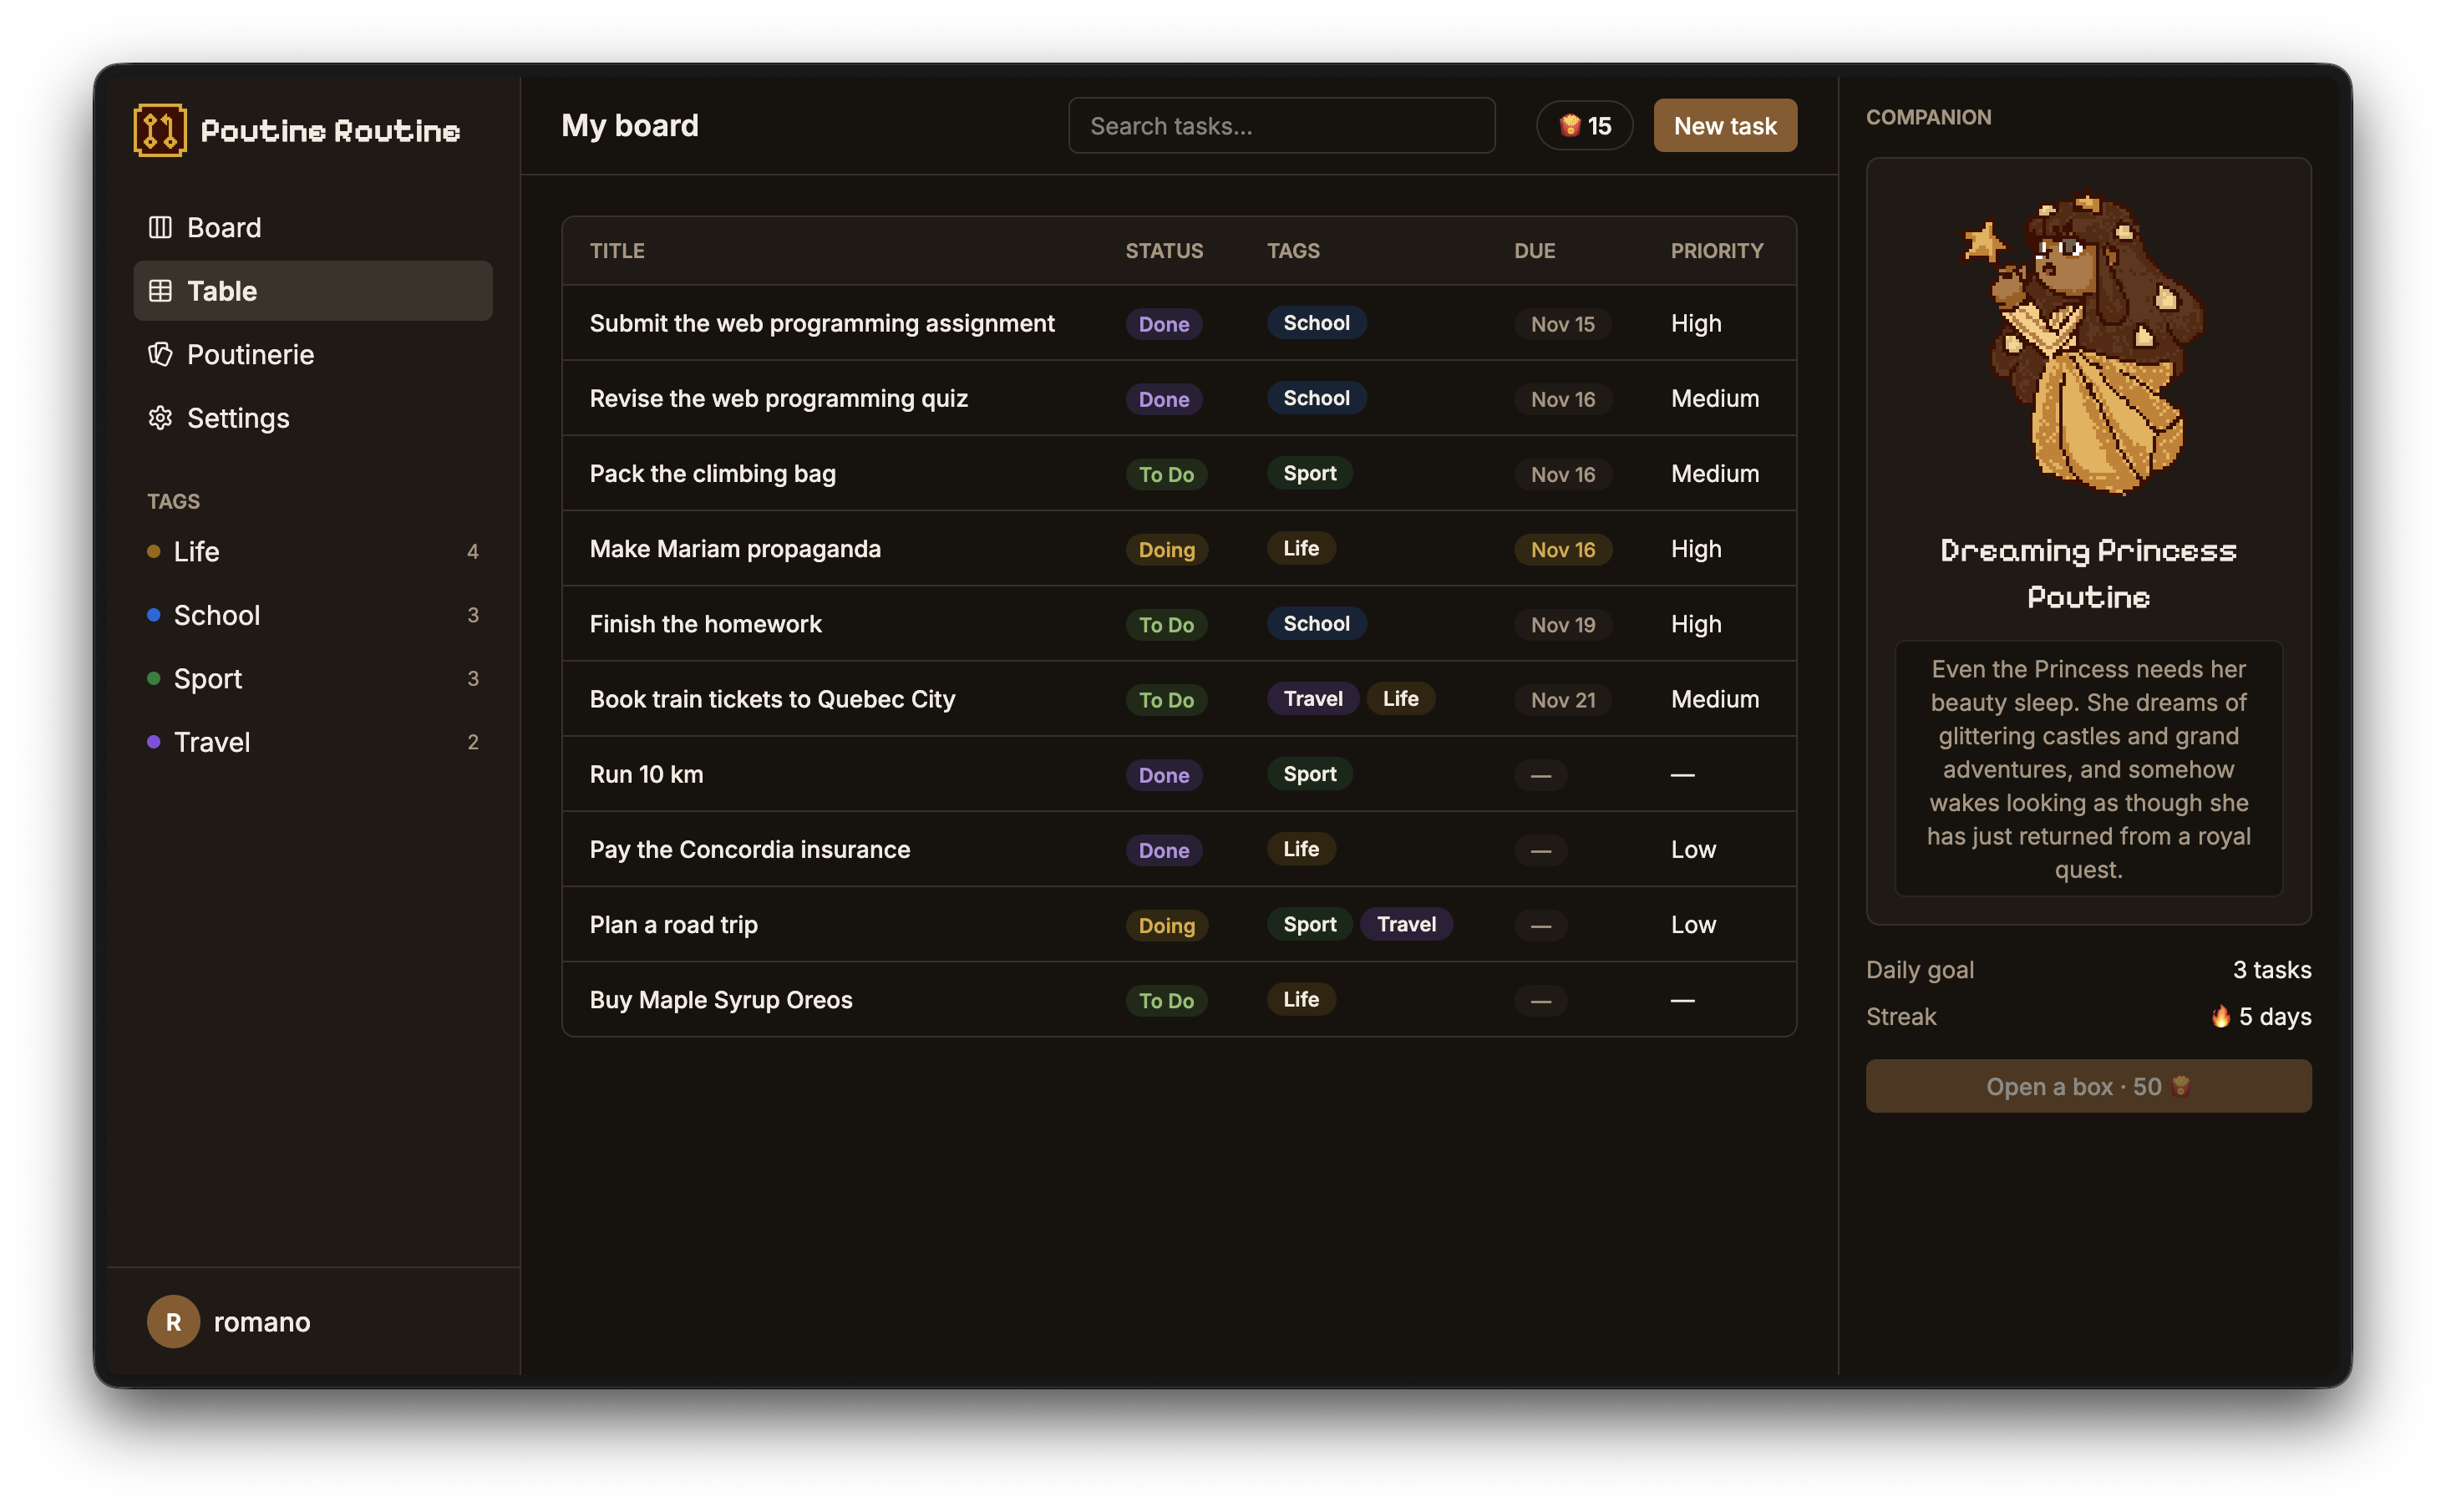 Poutine Routine
Board
Table
Poutinerie
Settings
TAGS
Life 4
School 3
Sport 3
Travel 2
R romano
My board
Search tasks...
15
New task
TITLE STATUS TAGS DUE PRIORITY
Submit the web programming assignment Done School Nov 15 High
Revise the web programming quiz Done School Nov 16 Medium
Pack the climbing bag To Do Sport Nov 16 Medium
Make Mariam propaganda Doing Life Nov 16 High
Finish the homework To Do School Nov 19 High
Book train tickets to Quebec City To Do Travel Life Nov 21 Medium
Run 10 km Done Sport — —
Pay the Concordia insurance Done Life — Low
Plan a road trip Doing Sport Travel — Low
Buy Maple Syrup Oreos To Do Life — —
COMPANION
Dreaming Princess
Poutine
Even the Princess needs her
beauty sleep. She dreams of
glittering castles and grand
adventures, and somehow
wakes looking as though she
has just returned from a royal
quest.
Daily goal 3 tasks
Streak 🔥 5 days
Open a box · 50 🍟